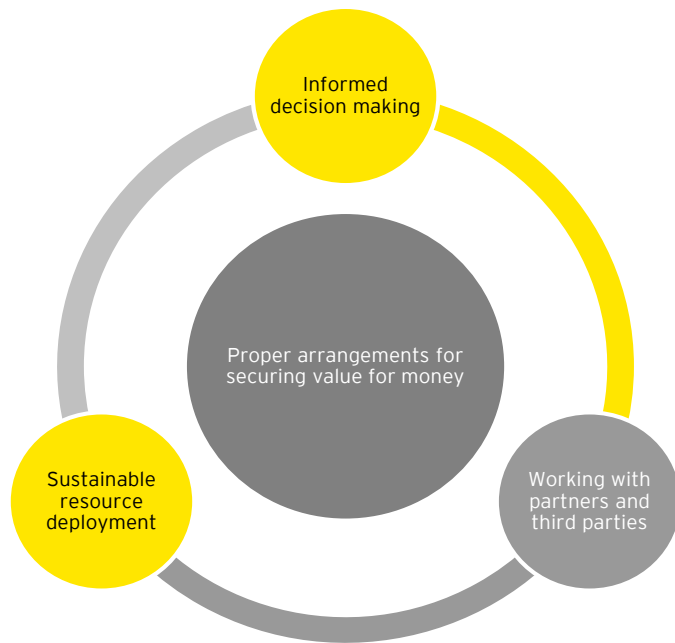 Informed
decision making
Proper arrangements for
securing value for money
Sustainable
resource
deployment
Working with
partners and
third parties